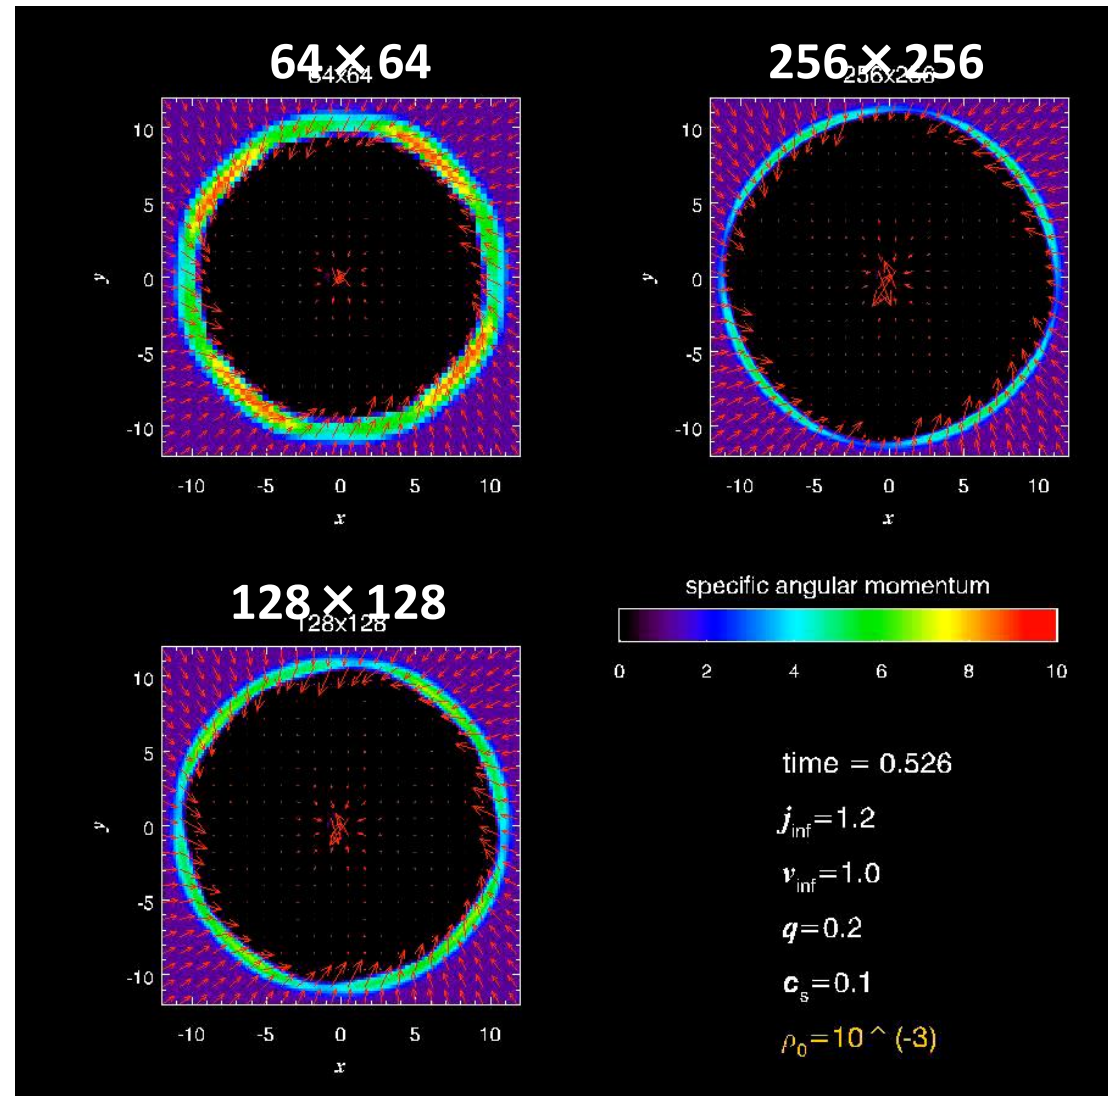 64×64
64x64
10
5
0
-5
-10
y
-10 -5 0 5 10
x
256×256
256x256
10
5
0
-5
-10
y
-10 -5 0 5 10
x
128×128
128x128
10
5
0
-5
-10
y
-10 -5 0 5 10
x
specific angular momentum
0 2 4 6 8 10
time = 0.526
j_inf=1.2
v_inf=1.0
q=0.2
c_s=0.1
ρ_0=10^(-3)